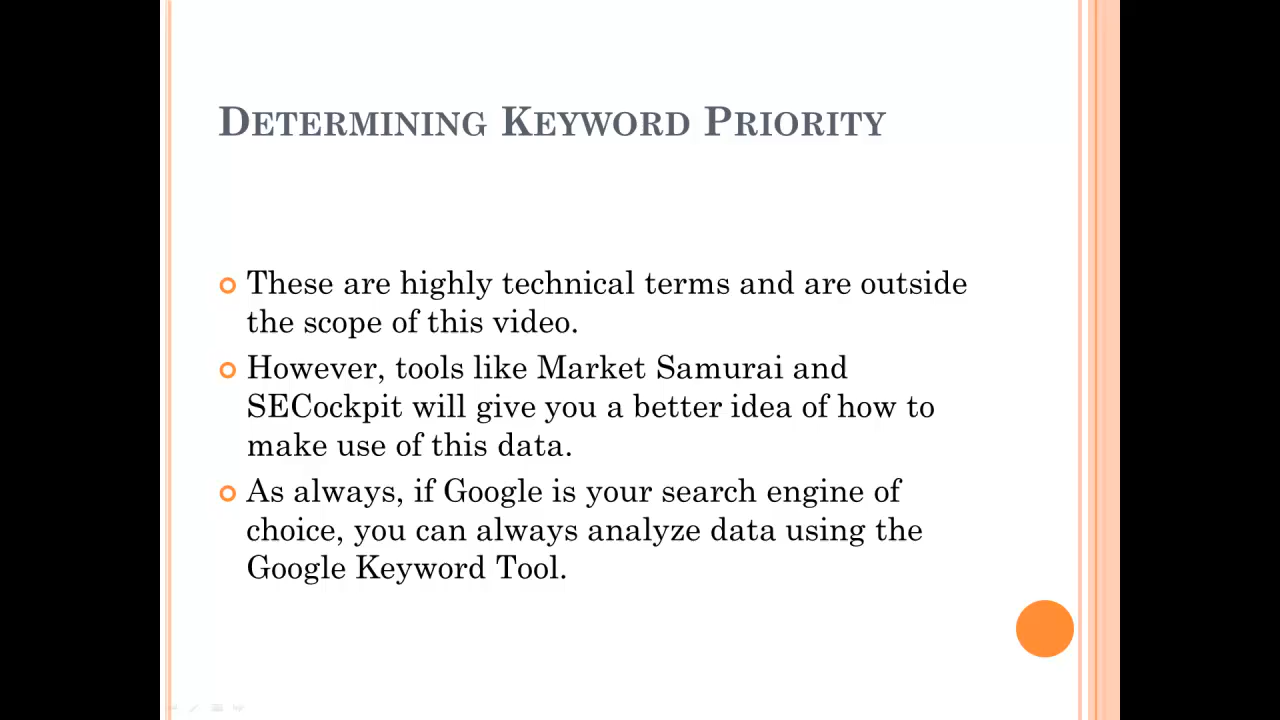 Determining Keyword Priority
These are highly technical terms and are outside
the scope of this video.
However, tools like Market Samurai and
SECockpit will give you a better idea of how to
make use of this data.
As always, if Google is your search engine of
choice, you can always analyze data using the
Google Keyword Tool.